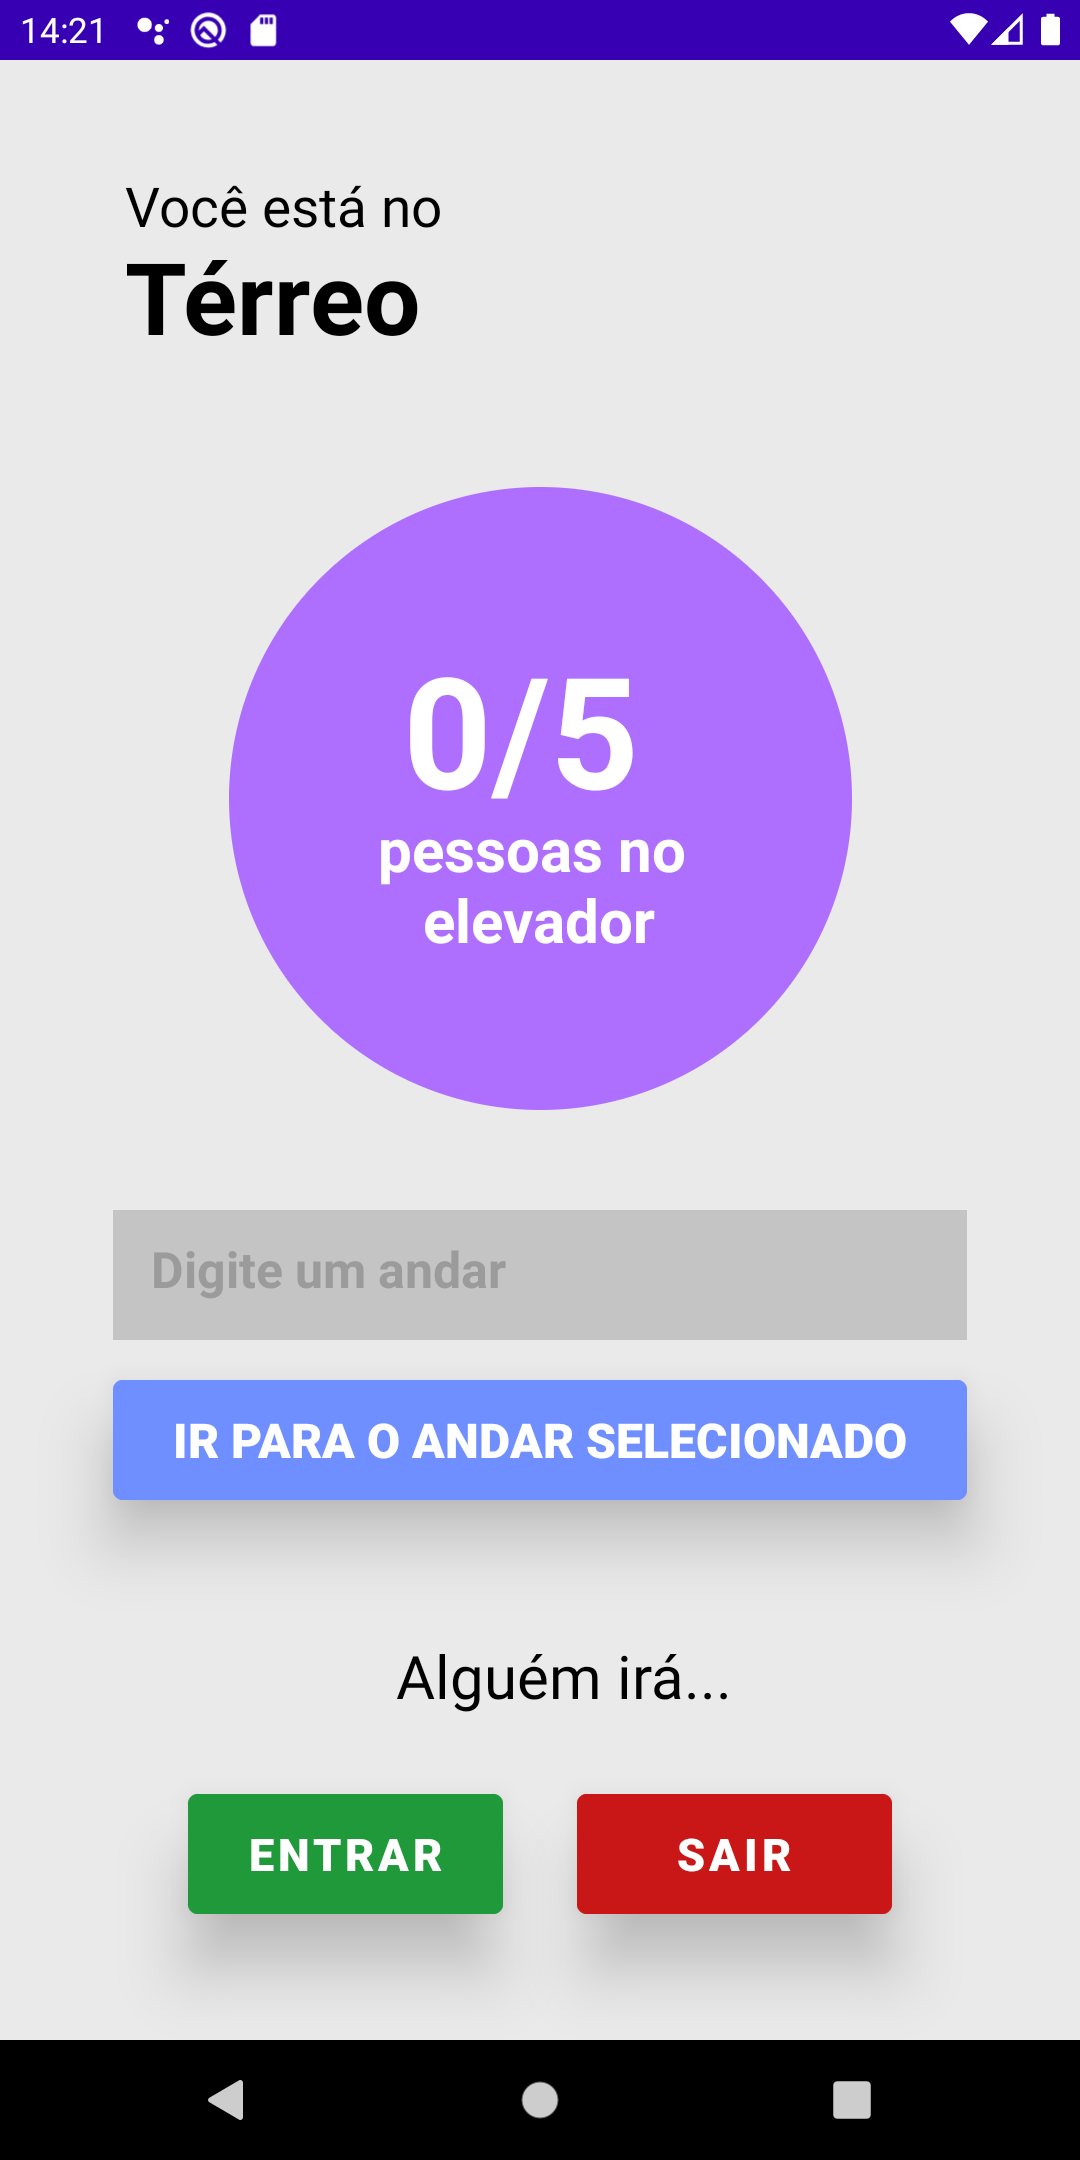 14:21
Você está no
Térreo
0/5
pessoas no
elevador
Digite um andar
IR PARA O ANDAR SELECIONADO
Alguém irá...
ENTRAR
SAIR